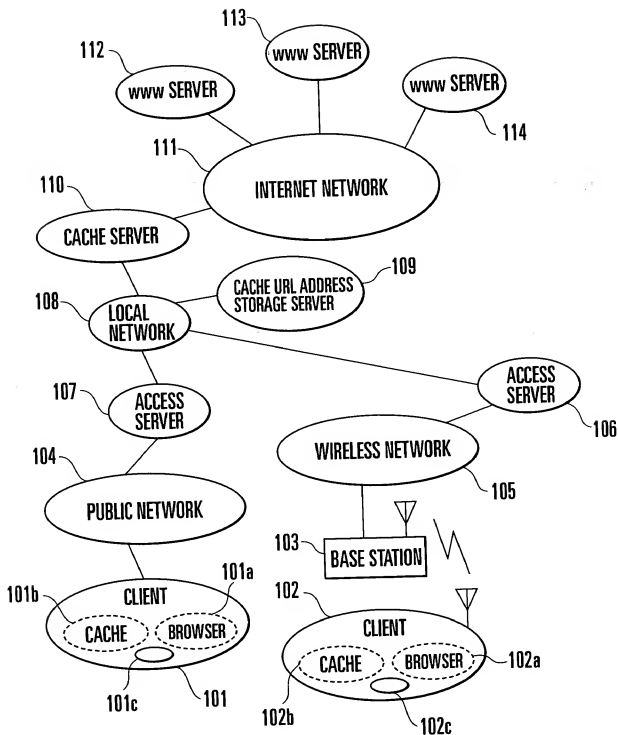 113
www SERVER
112
www SERVER
www SERVER
114
111
INTERNET NETWORK
110
CACHE SERVER
109
CACHE URL ADDRESS
STORAGE SERVER
108
LOCAL
NETWORK
107
ACCESS
SERVER
ACCESS
SERVER
106
104
PUBLIC NETWORK
WIRELESS NETWORK
105
103
BASE STATION
101b
101a
CLIENT
CACHE
BROWSER
101c
101
102
CLIENT
CACHE
BROWSER
102a
102b
102c